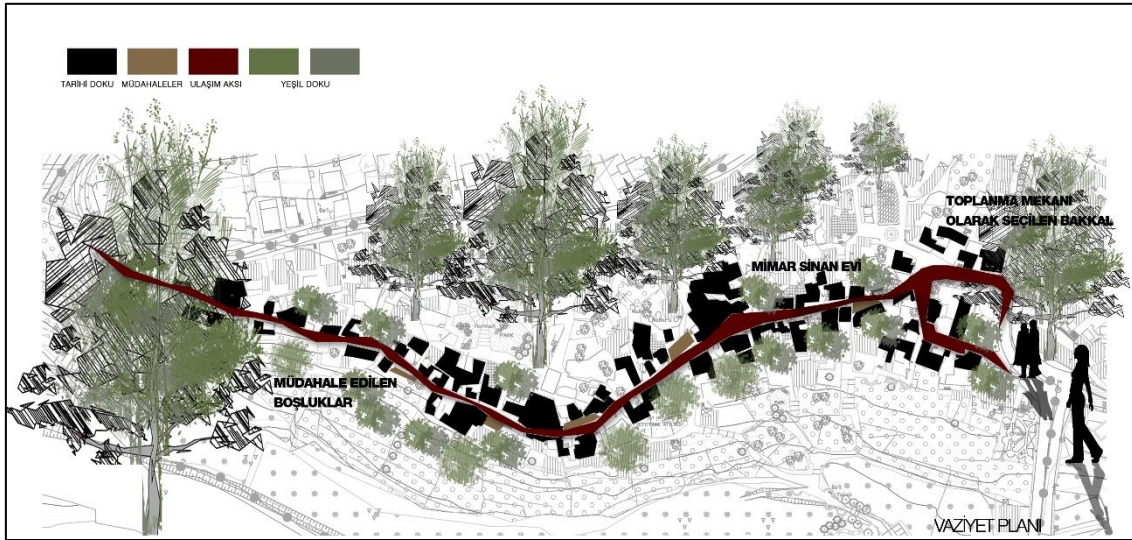 TARİHİ DOKU MÜDAHALELER ULAŞIM AKSI YEŞİL DOKU
TOPLANMA MEKANI
OLARAK SEÇİLEN BAKKAL
MİMAR SİNAN EVİ
MÜDAHALE EDİLEN
BOŞLUKLAR
PARK
VAZİYET PLANI